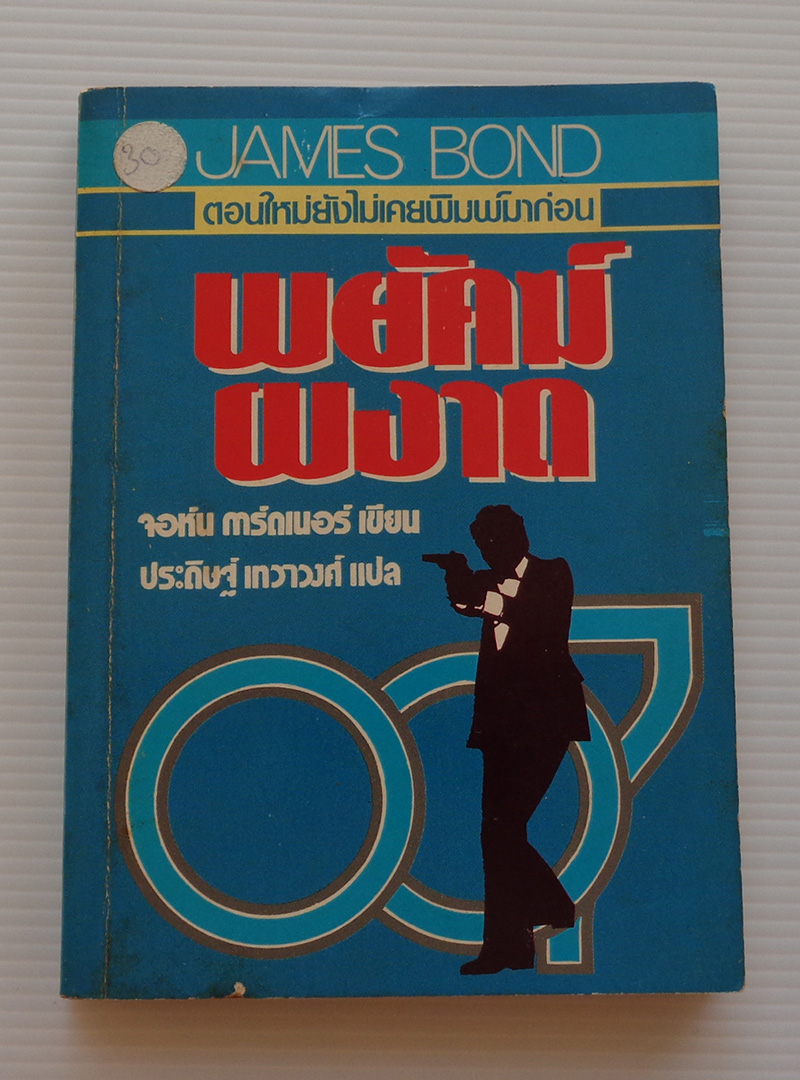 30
JAMES BOND
ตอนใหม่ยังไม่เคยพิมพ์มาก่อน
พยัคฆ์
ผงาด
จอห์น การ์ดเนอร์ เขียน
ประดิษฐ์ เทวาวงศ์ แปล
007